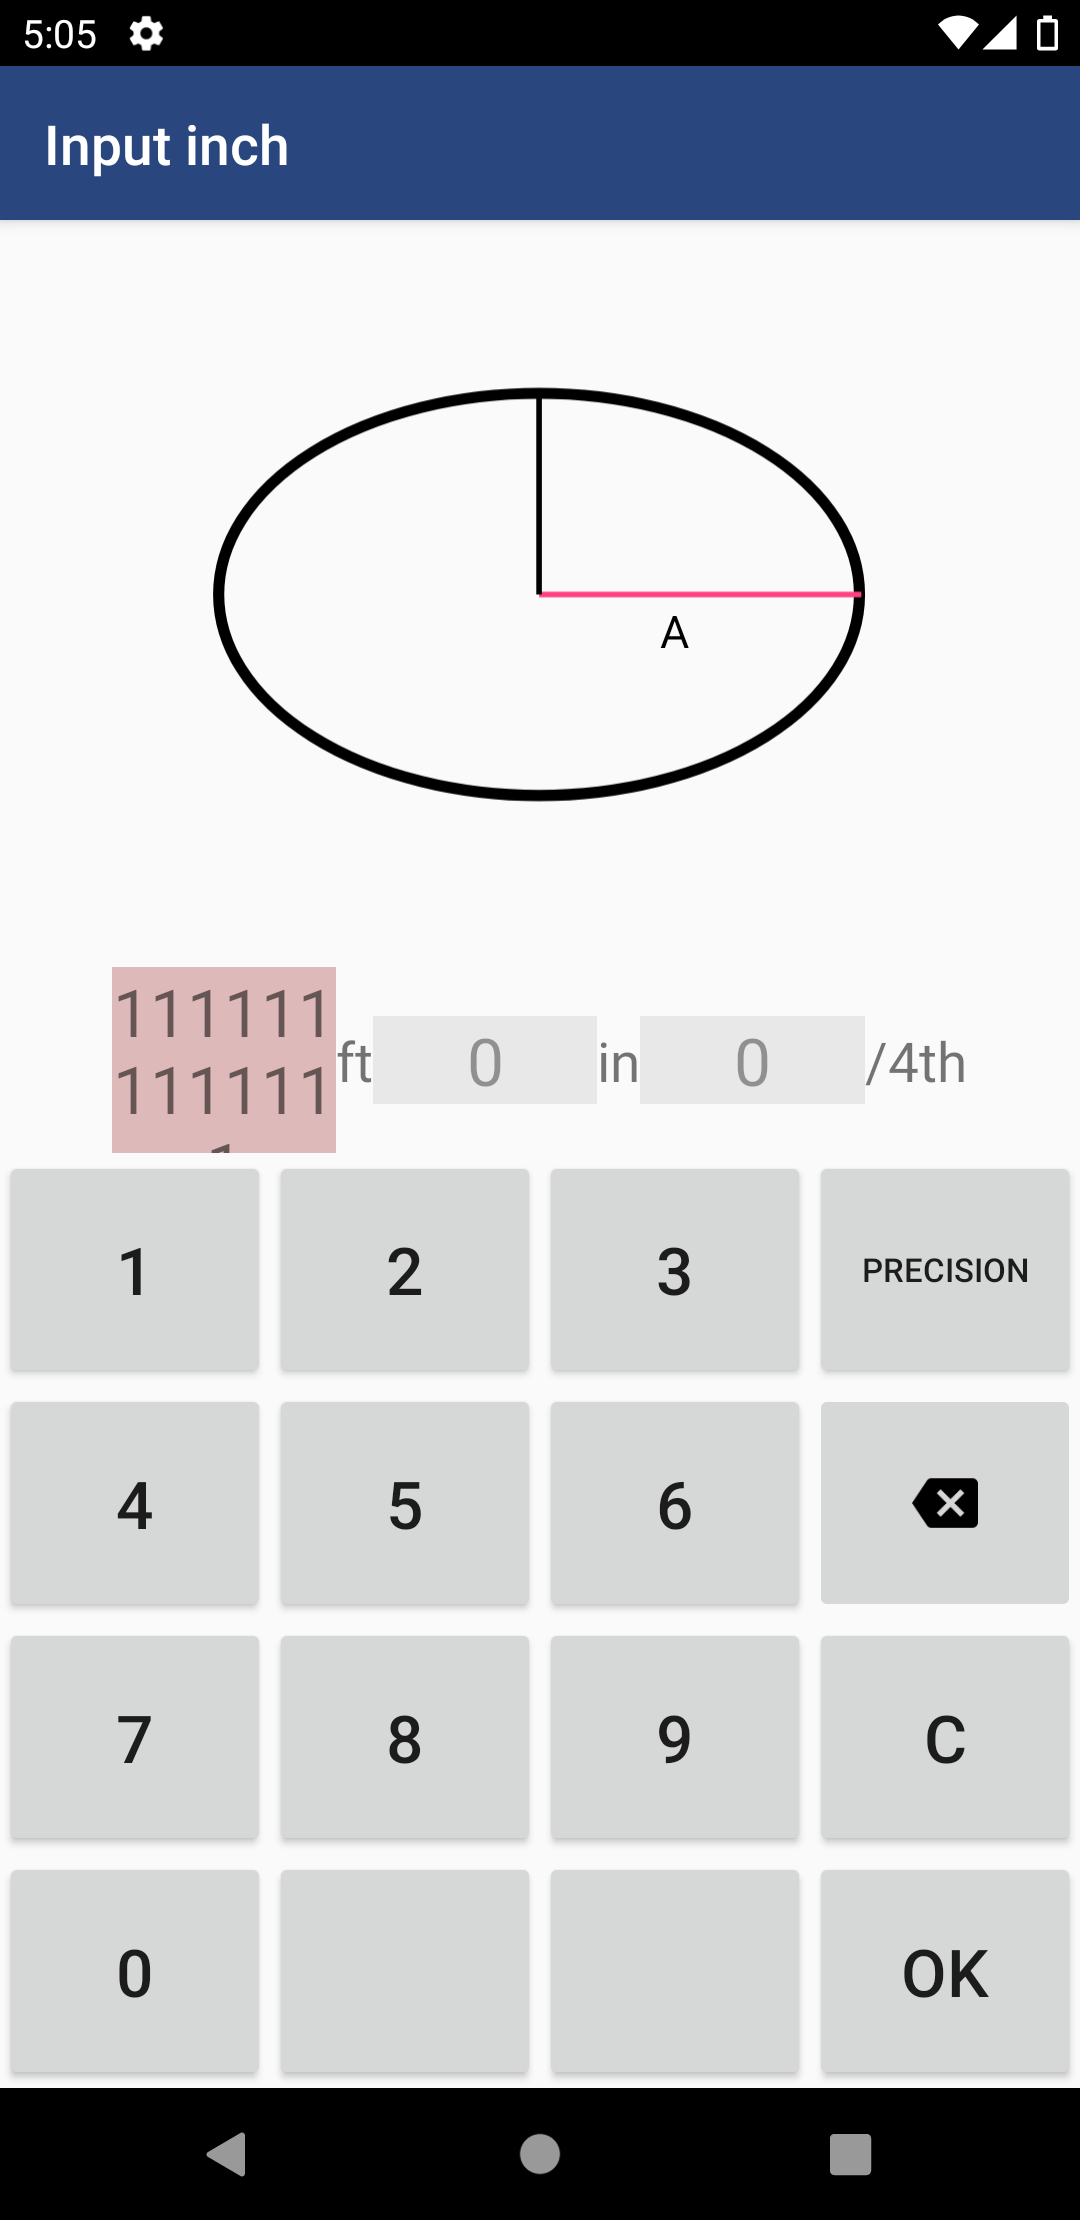 5:05
Input inch
A
111111
111111
1
ft 0 in 0 /4th
1 2 3 PRECISION
4 5 6
7 8 9 C
0 OK